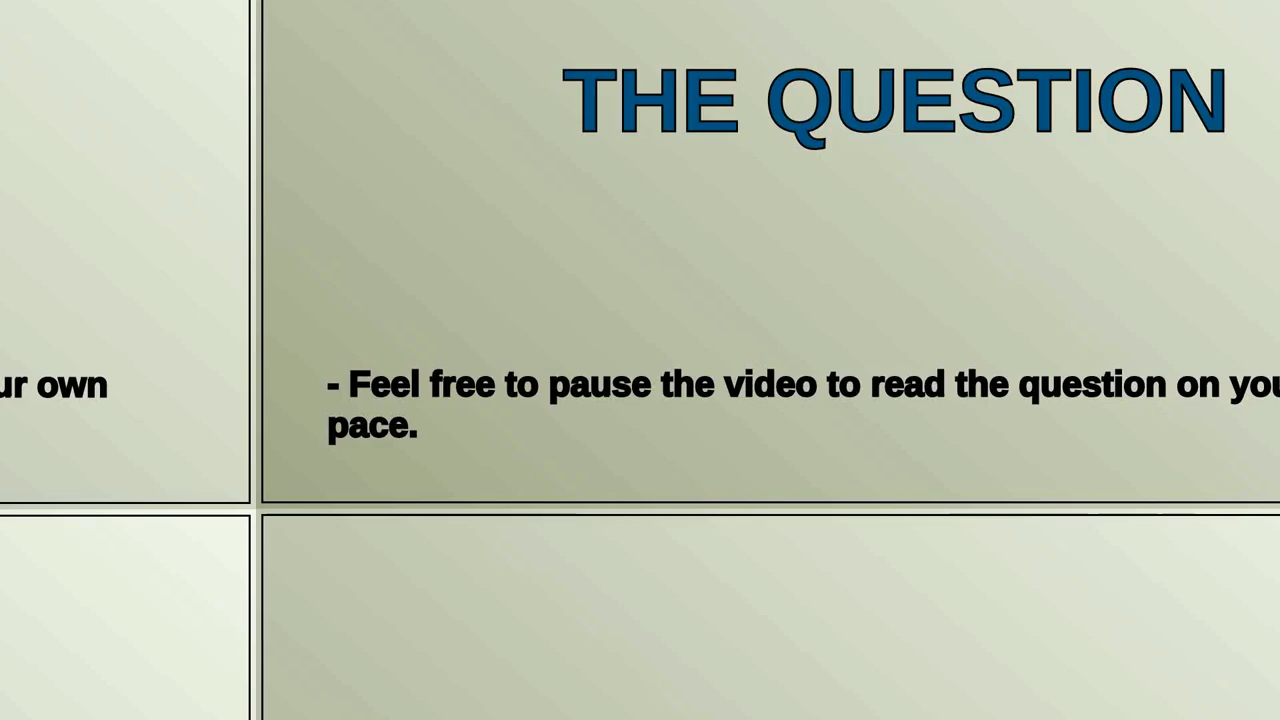 THE QUESTION
ur own
- Feel free to pause the video to read the question on you
pace.